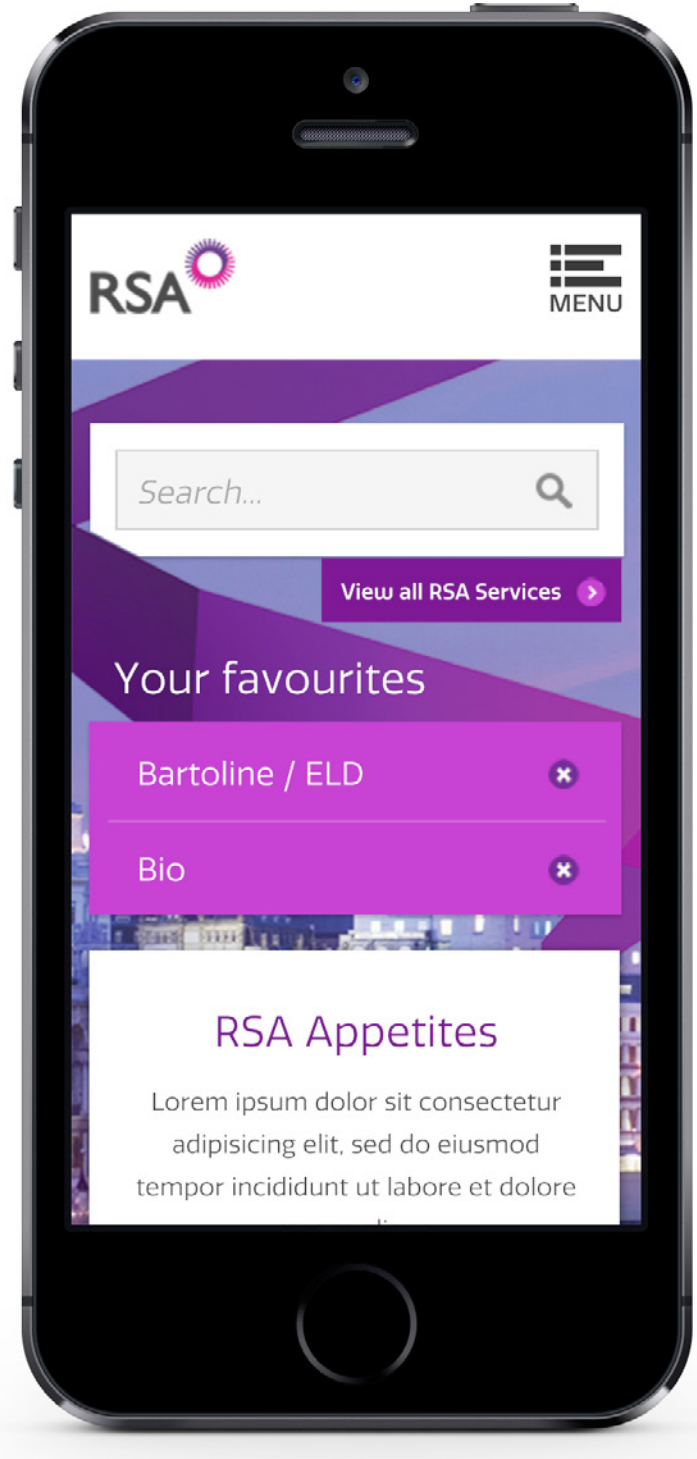 RSA
MENU
Search...
View all RSA Services
Your favourites
Bartoline / ELD
Bio
RSA Appetites
Lorem ipsum dolor sit consectetur
adipisicing elit, sed do eiusmod
tempor incididunt ut labore et dolore